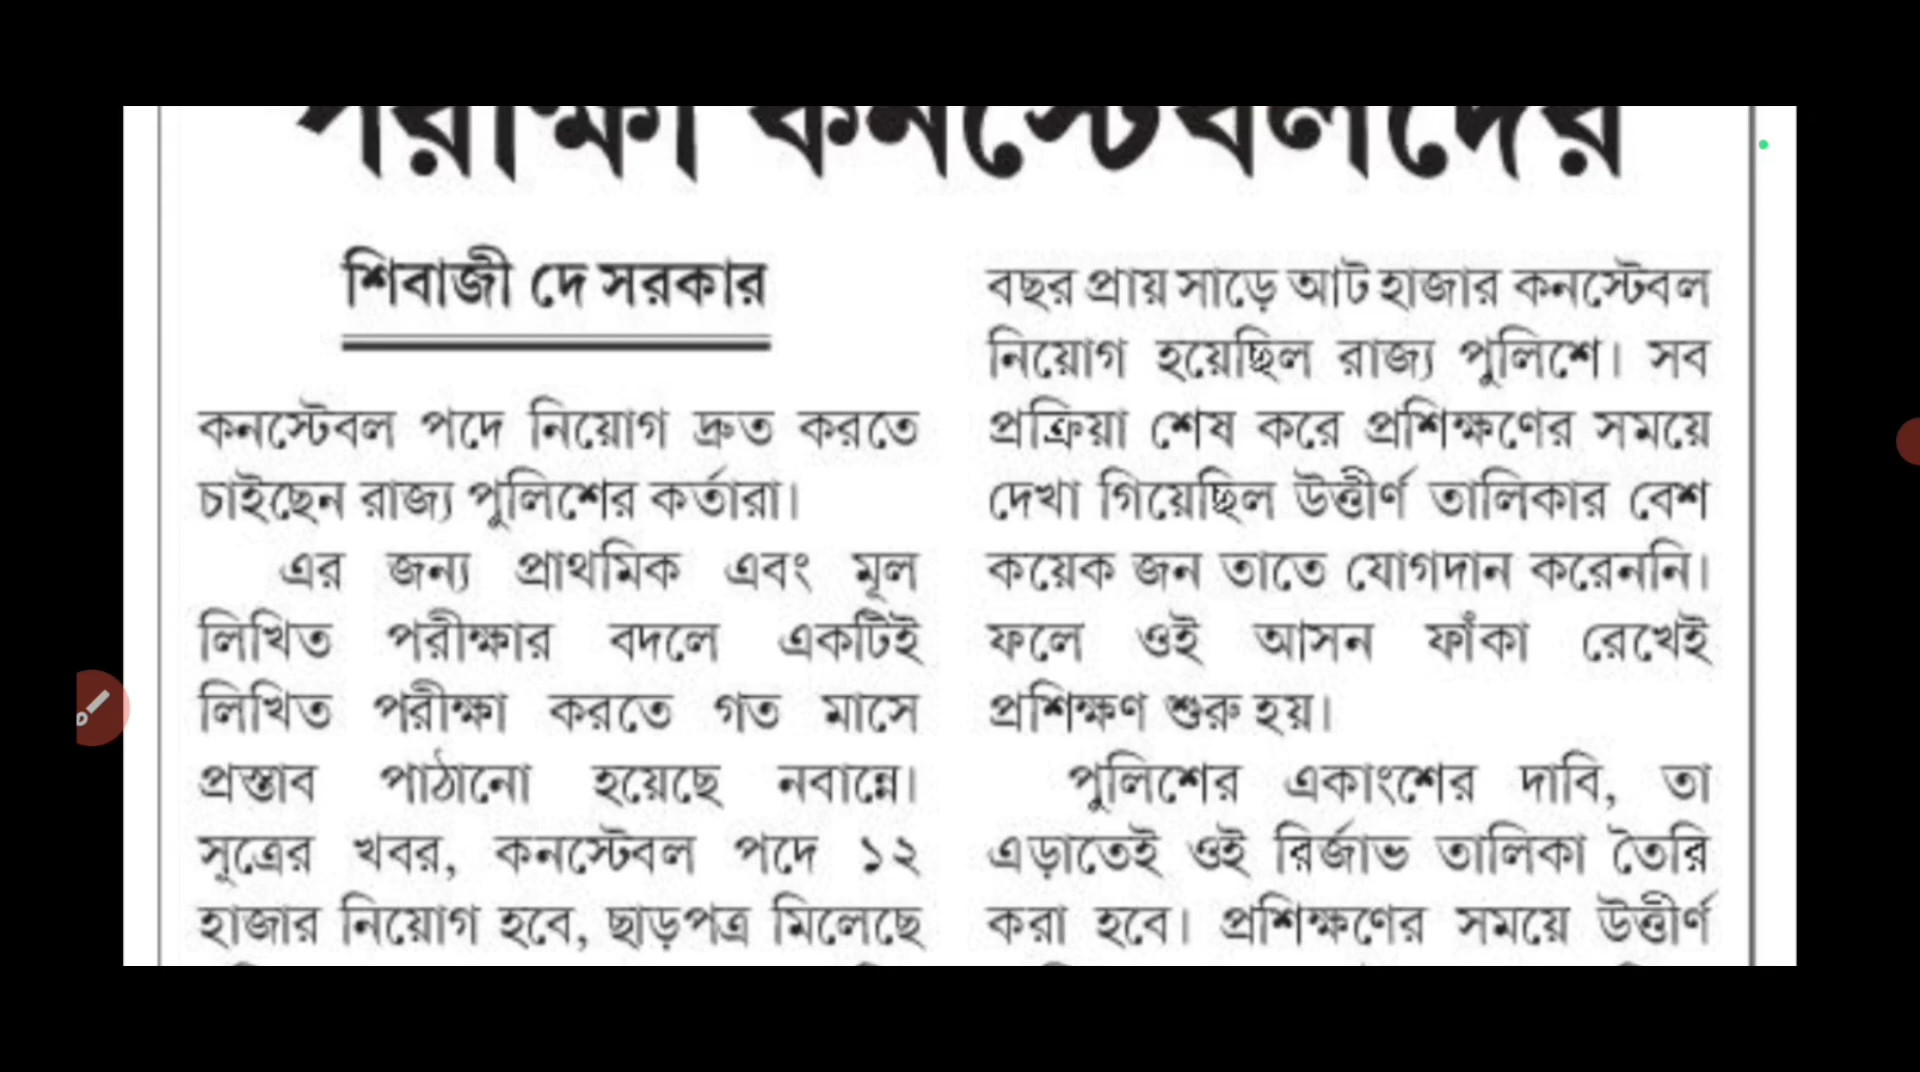 পরীক্ষা কনস্টেবলদের
শিবাজী দে সরকার
কনস্টেবল পদে নিয়োগ দ্রুত করতে
চাইছেন রাজ্য পুলিশের কর্তারা।
এর জন্য প্রাথমিক এবং মূল
লিখিত পরীক্ষার বদলে একটিই
লিখিত পরীক্ষা করতে গত মাসে
প্রস্তাব পাঠানো হয়েছে নবান্নে।
সূত্রের খবর, কনস্টেবল পদে ১২
হাজার নিয়োগ হবে, ছাড়পত্র মিলেছে
বছর প্রায় সাড়ে আট হাজার কনস্টেবল
নিয়োগ হয়েছিল রাজ্য পুলিশে। সব
প্রক্রিয়া শেষ করে প্রশিক্ষণের সময়ে
দেখা গিয়েছিল উত্তীর্ণ তালিকার বেশ
কয়েক জন তাতে যোগদান করেননি।
ফলে ওই আসন ফাঁকা রেখেই
প্রশিক্ষণ শুরু হয়।
পুলিশের একাংশের দাবি, তা
এড়াতেই ওই রির্জাভ তালিকা তৈরি
করা হবে। প্রশিক্ষণের সময়ে উত্তীর্ণ